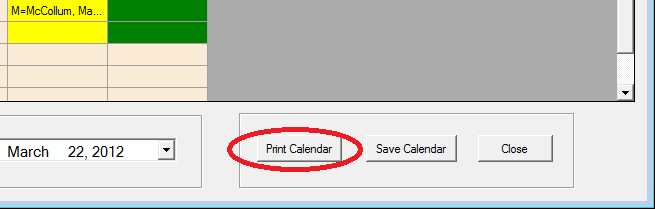 M=McCollum, Ma...
March 22, 2012
Print Calendar
Save Calendar
Close